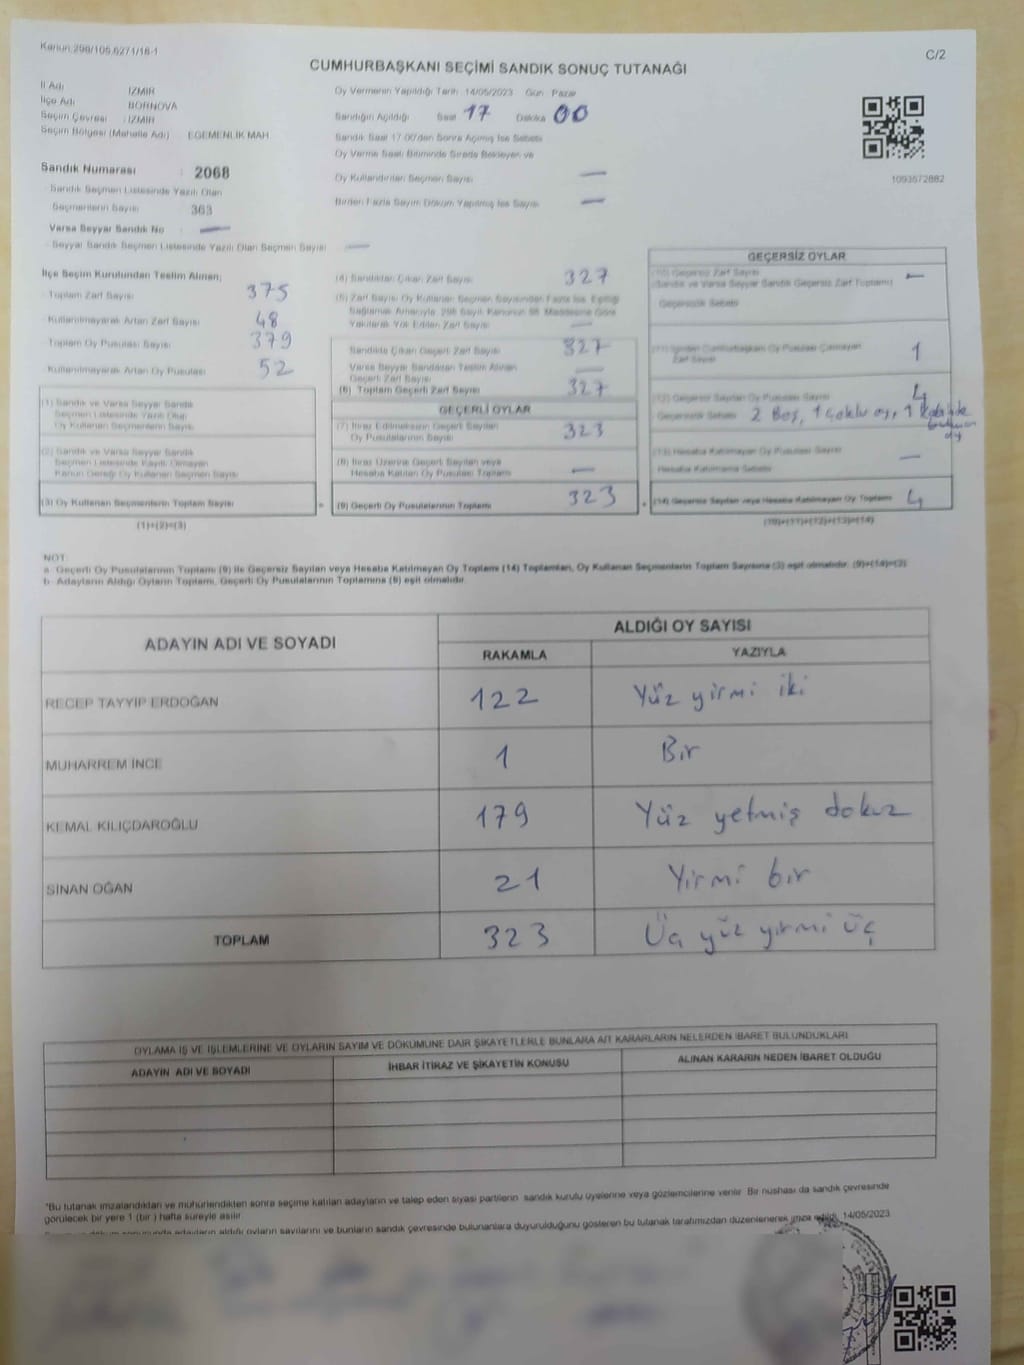 Kanun:298/105,6271/18-1
C/2
CUMHURBAŞKANI SEÇİMİ SANDIK SONUÇ TUTANAĞI
İl Adı İZMİR
İlçe Adı BORNOVA
Seçim Çevresi : İZMİR
Seçim Bölgesi (Mahalle Adı) EGEMENLİK MAH
Sandık Numarası : 2068
Sandık Seçmen Listesinde Yazılı Olan
Seçmenlerin Sayısı 363
Varsa Seyyar Sandık No —
Seyyar Sandık Seçmen Listesinde Yazılı Olan Seçmen Sayısı —
Oy Vermenin Yapıldığı Tarih :14/05/2023 Gün : Pazar
Sandığın Açıldığı Saat 17 Dakika 00
Sandık Saat 17.00'den Sonra Açılmış İse Sebebi
Oy Verme Saati Bitiminde Sırada Bekleyen ve
Oy Kullandırılan Seçmen Sayısı —
Birden Fazla Sayım Döküm Yapılmış İse Sayısı —
1093572882
İlçe Seçim Kurulundan Teslim Alınan;
Toplam Zarf Sayısı 375
Kullanılmayarak Artan Zarf Sayısı 48
Toplam Oy Pusulası Sayısı 379
Kullanılmayarak Artan Oy Pusulası 52
(1) Sandık ve Varsa Seyyar Sandık
Seçmen Listesinde Yazılı Olup
Oy Kullanan Seçmenlerin Sayısı
(2) Sandık ve Varsa Seyyar Sandık
Seçmen Listesinde Kayıtlı Olmayan
Kanun Gereği Oy Kullanan Seçmen Sayısı
(3) Oy Kullanan Seçmenlerin Toplam Sayısı
(1)+(2)=(3)
(4) Sandıktan Çıkan Zarf Sayısı 327
(5) Zarf Sayısı Oy Kullanan Seçmen Sayısından Fazla İse, Eşitliği
Sağlamak Amacıyla 298 Sayılı Kanunun 98. Maddesine Göre
Yakılarak Yok Edilen Zarf Sayısı —
Sandıkta Çıkan Geçerli Zarf Sayısı 327
Varsa Seyyar Sandıktan Teslim Alınan
Geçerli Zarf Sayısı —
(6) Toplam Geçerli Zarf Sayısı 327
GEÇERLİ OYLAR
(7) İtiraz Edilmeksizin Geçerli Sayılan
Oy Pusulalarının Sayısı 323
(8) İtiraz Üzerine Geçerli Sayılan veya
Hesaba Katılan Oy Pusulası Toplamı —
(9) Geçerli Oy Pusulalarının Toplamı 323
GEÇERSİZ OYLAR
(10) Geçersiz Zarf Sayısı —
(Sandık ve Varsa Seyyar Sandık Geçersiz Zarf Toplamı)
Geçersizlik Sebebi
(11) İçinden Cumhurbaşkanı Oy Pusulası Çıkmayan
Zarf Sayısı 1
(12) Geçersiz Sayılan Oy Pusulası Sayısı 4
Geçersizlik Sebebi 2 Boş, 1 çoklu oy, 1
oy
(13) Hesaba Katılmayan Oy Pusulası Sayısı —
Hesaba Katılmama Sebebi
(14) Geçersiz Sayılan veya Hesaba Katılmayan Oy Toplamı 4
(10)+(11)+(12)+(13)=(14)
NOT:
a- Geçerli Oy Pusulalarının Toplamı (9) ile Geçersiz Sayılan veya Hesaba Katılmayan Oy Toplamı (14) Toplamları, Oy Kullanan Seçmenlerin Toplam Sayısına (3) eşit olmalıdır. (9)+(14)=(3)
b- Adayların Aldığı Oyların Toplamı, Geçerli Oy Pusulalarının Toplamına (9) eşit olmalıdır.
ADAYIN ADI VE SOYADI
ALDIĞI OY SAYISI
RAKAMLA YAZIYLA
RECEP TAYYİP ERDOĞAN 122 Yüz yirmi iki
MUHARREM İNCE 1 Bir
KEMAL KILIÇDAROĞLU 179 Yüz yetmiş dokuz
SİNAN OĞAN 21 Yirmi bir
TOPLAM 323 Üç yüz yirmi üç
OYLAMA İŞ VE İŞLEMLERİNE VE OYLARIN SAYIM VE DÖKÜMÜNE DAİR ŞİKAYETLERLE BUNLARA AİT KARARLARIN NELERDEN İBARET BULUNDUKLARI
ADAYIN ADI VE SOYADI İHBAR İTİRAZ VE ŞİKAYETİN KONUSU ALINAN KARARIN NEDEN İBARET OLDUĞU
*Bu tutanak imzalandıktan ve mühürlendikten sonra seçime katılan adayların ve talep eden siyasi partilerin sandık kurulu üyelerine veya gözlemcilerine verilir. Bir nüshası da sandık çevresinde
görülecek bir yere 1 (bir) hafta süreyle asılır.
sonucunda adayların aldığı oyların sayılarını ve bunların sandık çevresinde bulunanlara duyurulduğunu gösteren bu tutanak tarafımızdan düzenlenerek imza edildi. 14/05/2023